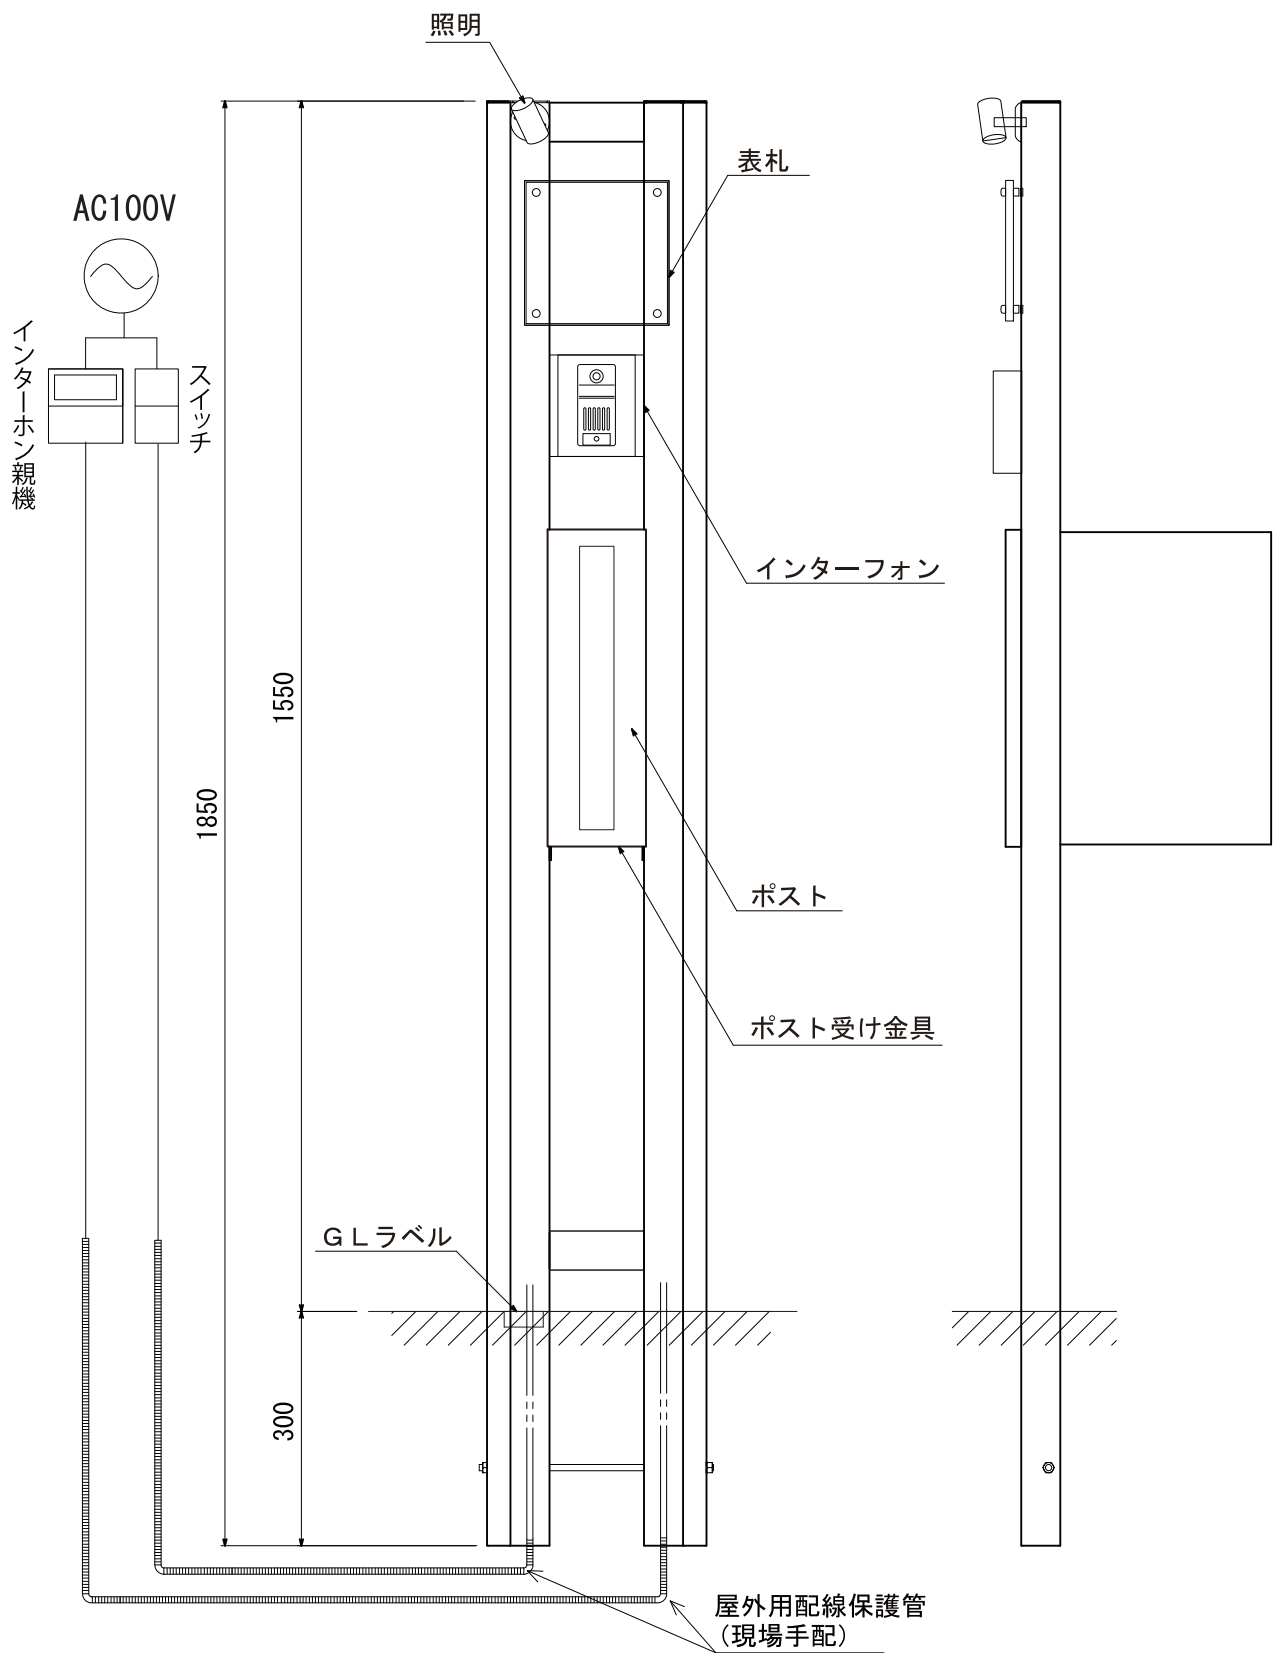 照明
表札
AC100V
インターホン親機
スイッチ
インターフォン
1550
1850
ポスト
ポスト受け金具
ＧＬラベル
300
屋外用配線保護管
（現場手配）